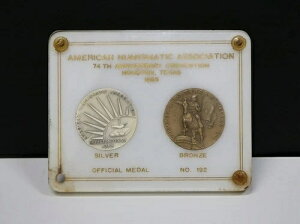 AMERICAN NUMISMATIC ASSOCIATION
74TH ANNIVERSARY CONVENTION
HOUSTON, TEXAS
1965
SILVER BRONZE
OFFICIAL MEDAL NO. 192